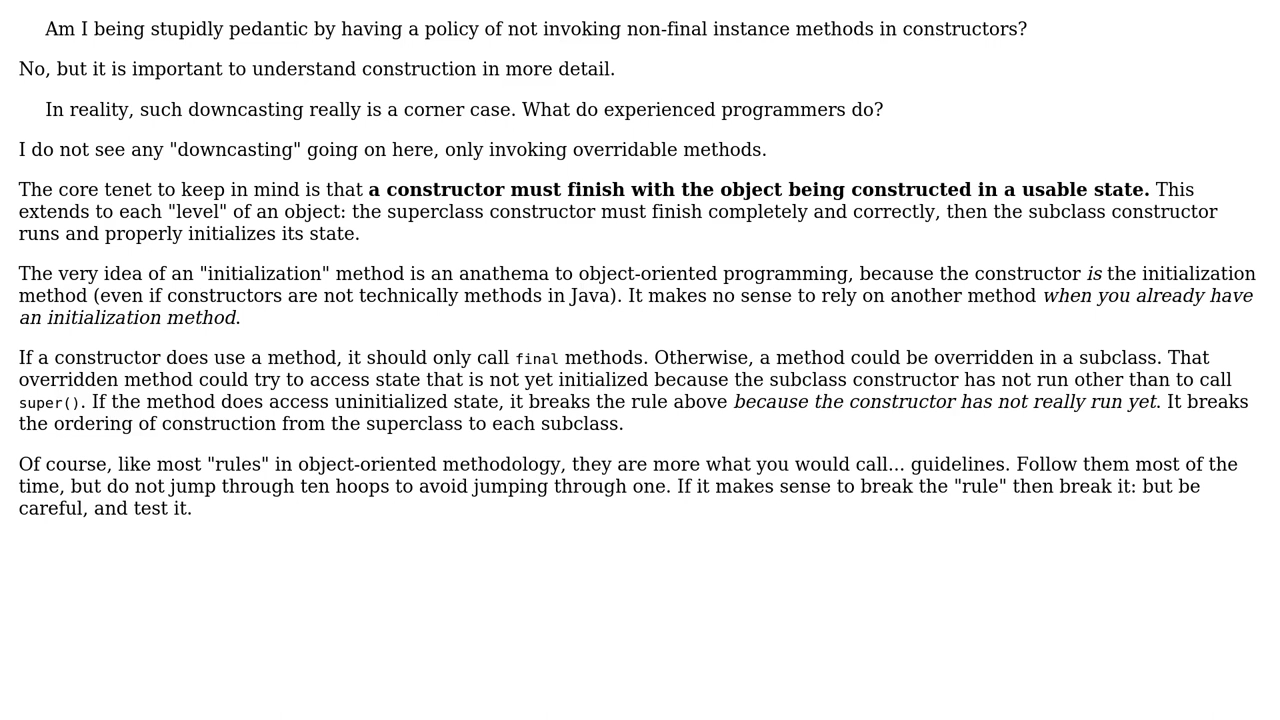 Am I being stupidly pedantic by having a policy of not invoking non-final instance methods in constructors?
No, but it is important to understand construction in more detail.
In reality, such downcasting really is a corner case. What do experienced programmers do?
I do not see any "downcasting" going on here, only invoking overridable methods.
The core tenet to keep in mind is that a constructor must finish with the object being constructed in a usable state. This
extends to each "level" of an object: the superclass constructor must finish completely and correctly, then the subclass constructor
runs and properly initializes its state.
The very idea of an "initialization" method is an anathema to object-oriented programming, because the constructor is the initialization
method (even if constructors are not technically methods in Java). It makes no sense to rely on another method when you already have
an initialization method.
If a constructor does use a method, it should only call final methods. Otherwise, a method could be overridden in a subclass. That
overridden method could try to access state that is not yet initialized because the subclass constructor has not run other than to call
super(). If the method does access uninitialized state, it breaks the rule above because the constructor has not really run yet. It breaks
the ordering of construction from the superclass to each subclass.
Of course, like most "rules" in object-oriented methodology, they are more what you would call... guidelines. Follow them most of the
time, but do not jump through ten hoops to avoid jumping through one. If it makes sense to break the "rule" then break it: but be
careful, and test it.